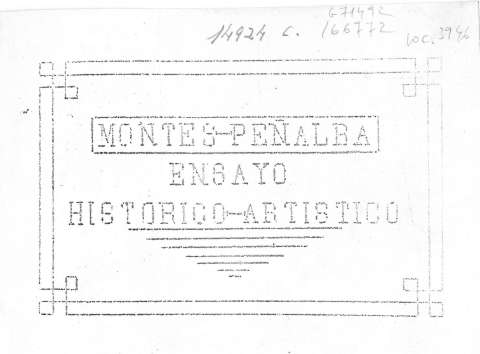 671492
14924 c. 166772
loc. 3946
MONTES-PEÑALBA
ENSAYO
HISTORICO-ARTISTICO